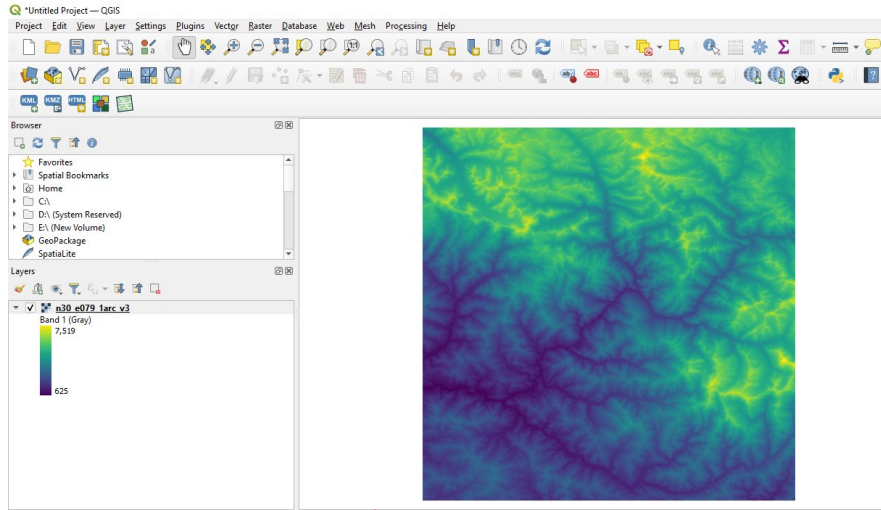 *Untitled Project — QGIS
Project Edit View Layer Settings Plugins Vector Raster Database Web Mesh Processing Help
KML KMZ HTML
Browser
Favorites
Spatial Bookmarks
Home
C:\
D:\ (System Reserved)
E:\ (New Volume)
GeoPackage
SpatiaLite
Layers
n30_e079_1arc_v3
Band 1 (Gray)
7,519
625